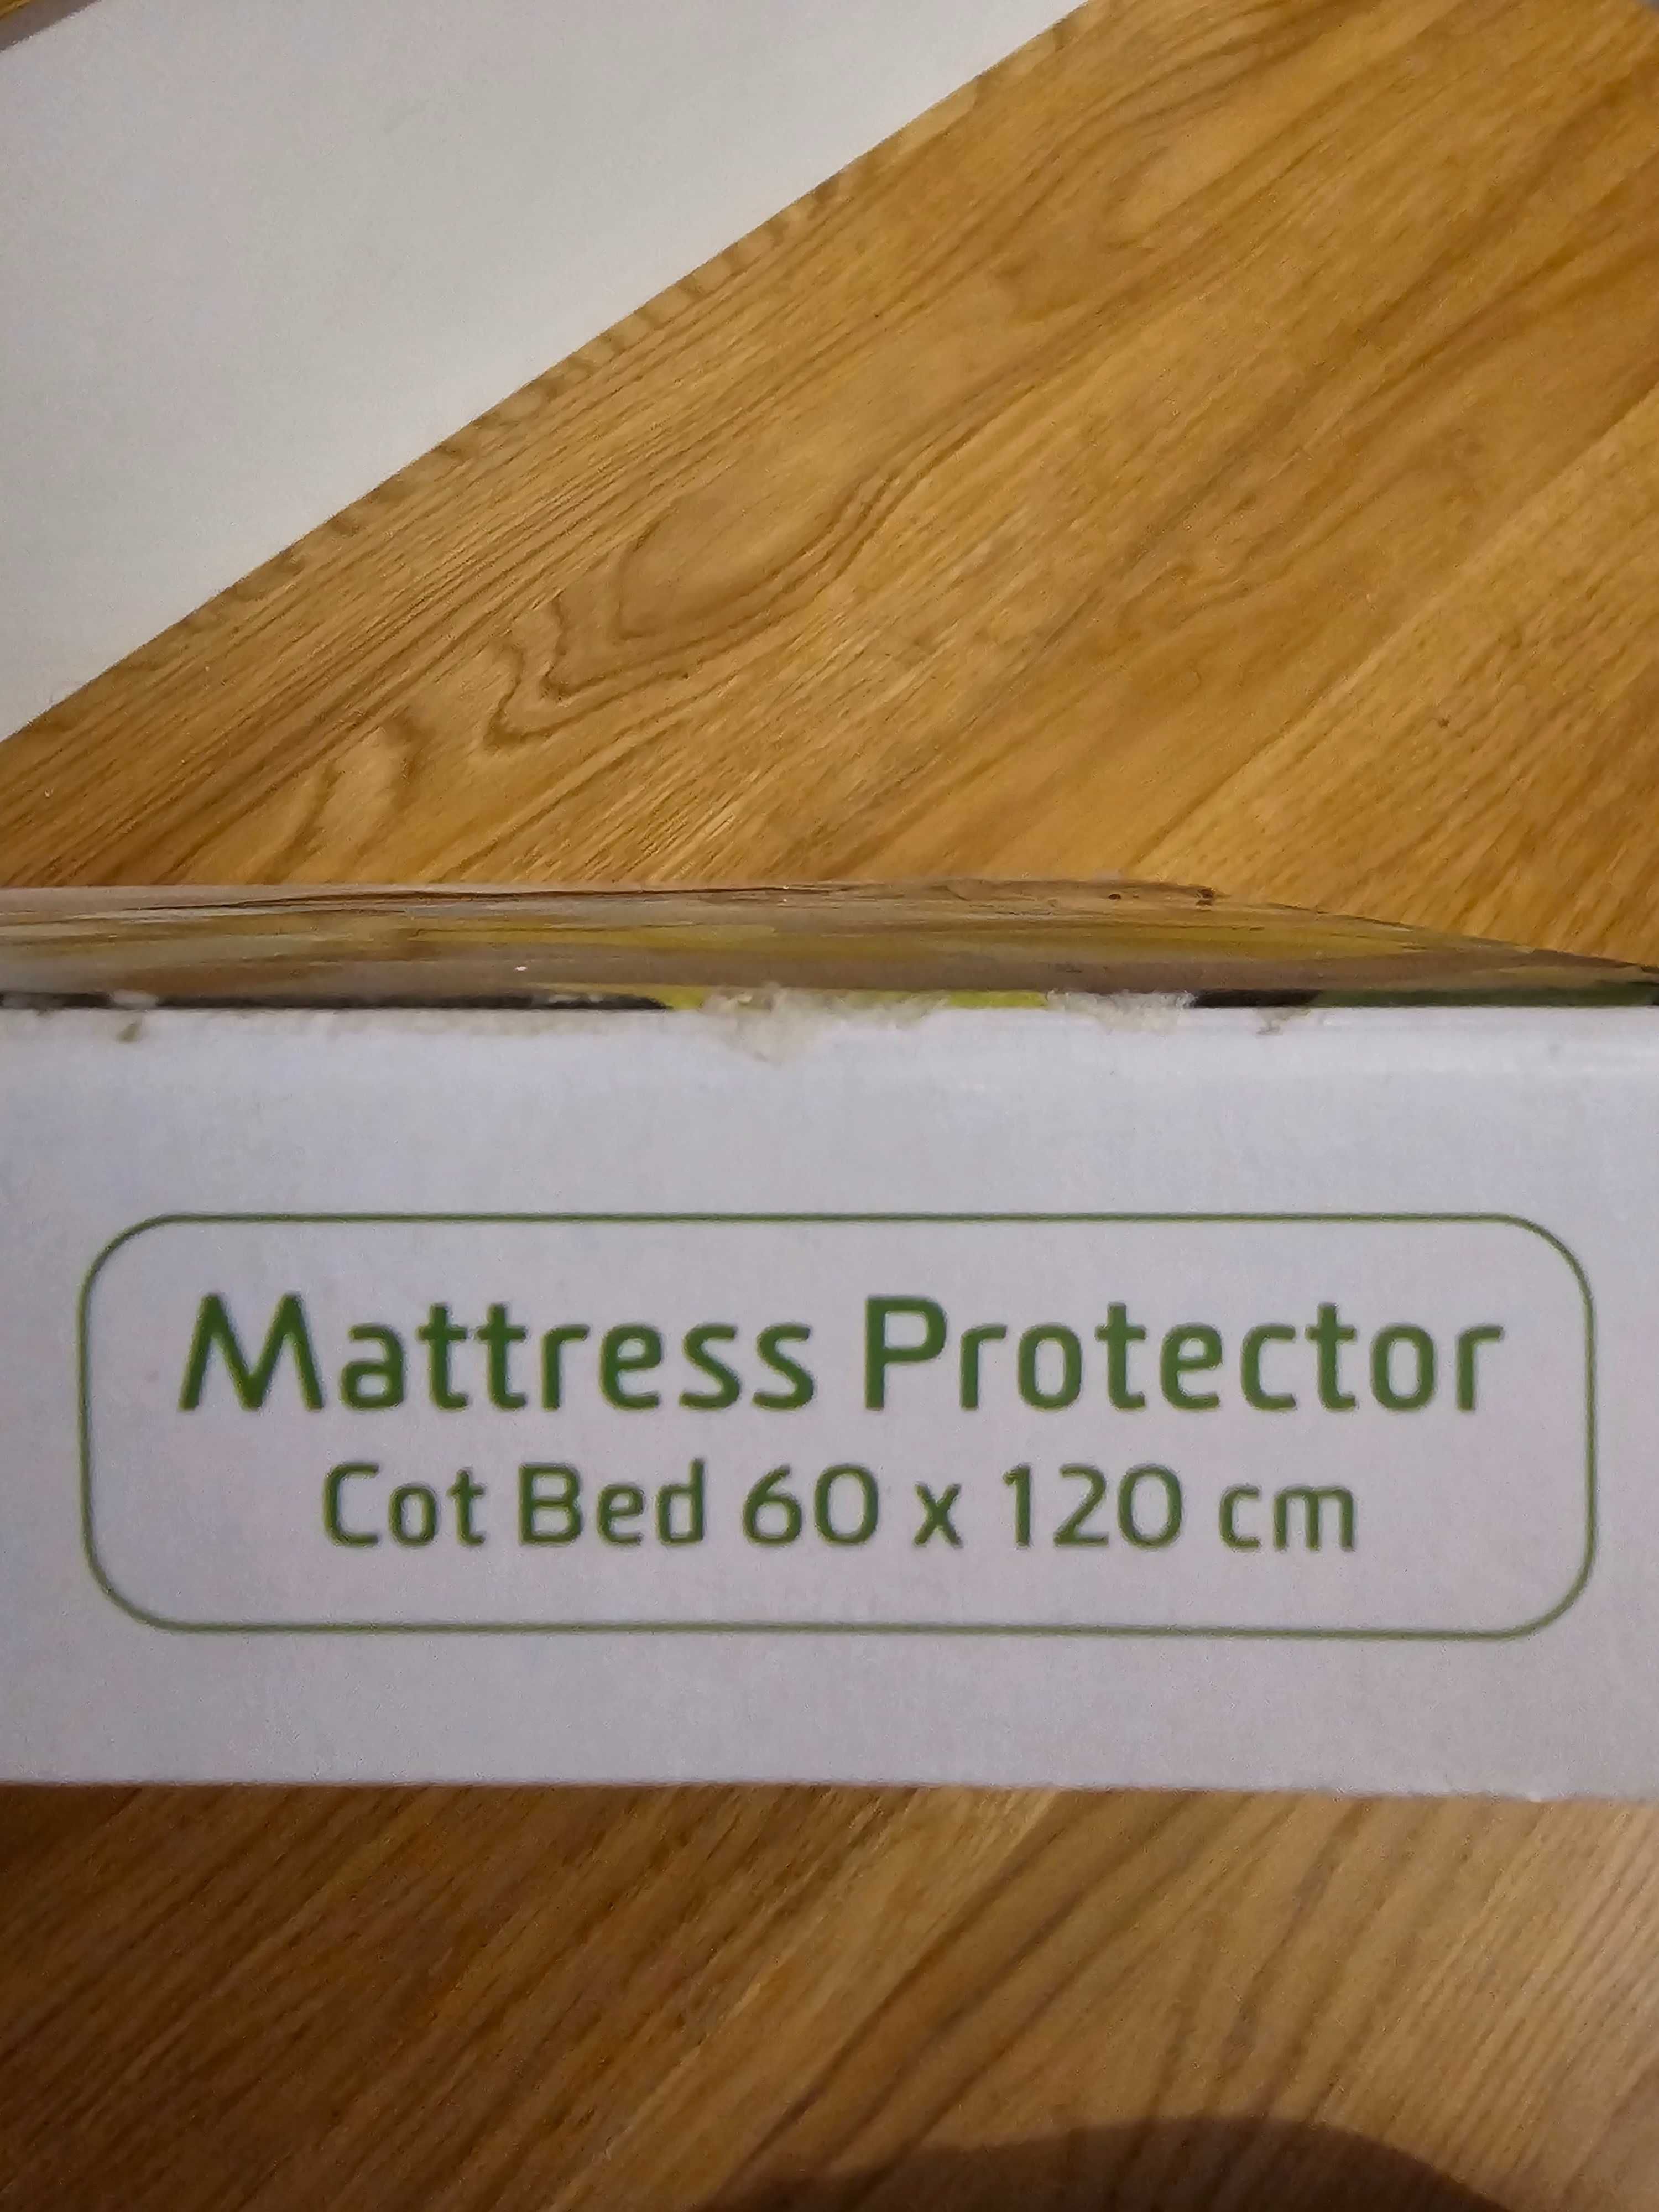 Mattress Protector
Cot Bed 60 x 120 cm